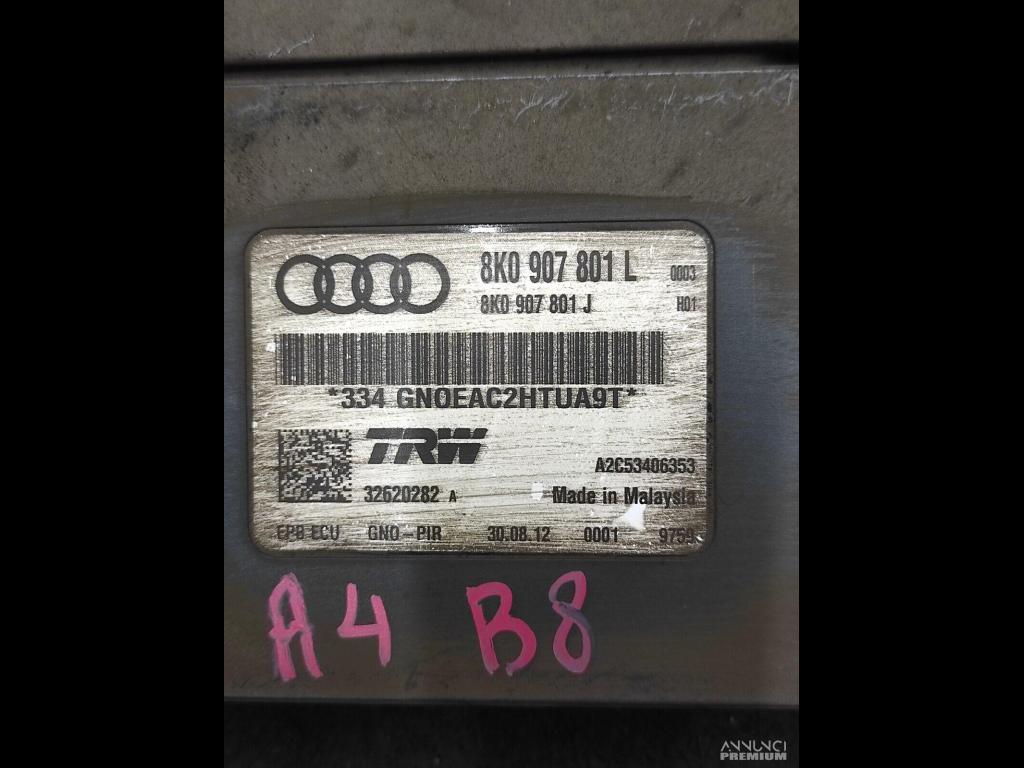 8K0 907 801 L 0003
8K0 907 801 J H01
*334 GNOEAC2HTUA9T*
TRW
A2C53406353
32620282 A Made in Malaysia
EPB ECU GNO-PIR 30.08.12 0001 9759
A4 B8
ANNUNCI
PREMIUM